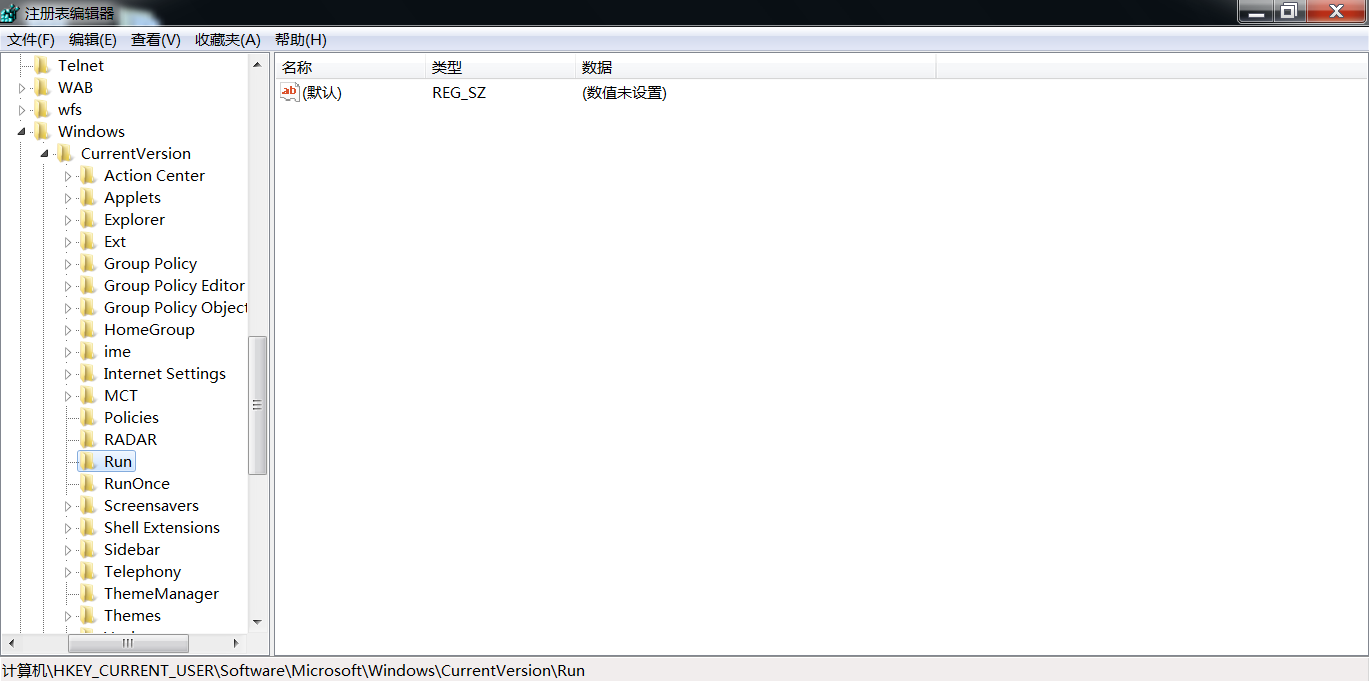 注册表编辑器
文件(F) 编辑(E) 查看(V) 收藏夹(A) 帮助(H)
Telnet
WAB
wfs
Windows
CurrentVersion
Action Center
Applets
Explorer
Ext
Group Policy
Group Policy Editor
Group Policy Object
HomeGroup
ime
Internet Settings
MCT
Policies
RADAR
Run
RunOnce
Screensavers
Shell Extensions
Sidebar
Telephony
ThemeManager
Themes
名称 类型 数据
ab (默认) REG_SZ (数值未设置)
计算机\HKEY_CURRENT_USER\Software\Microsoft\Windows\CurrentVersion\Run